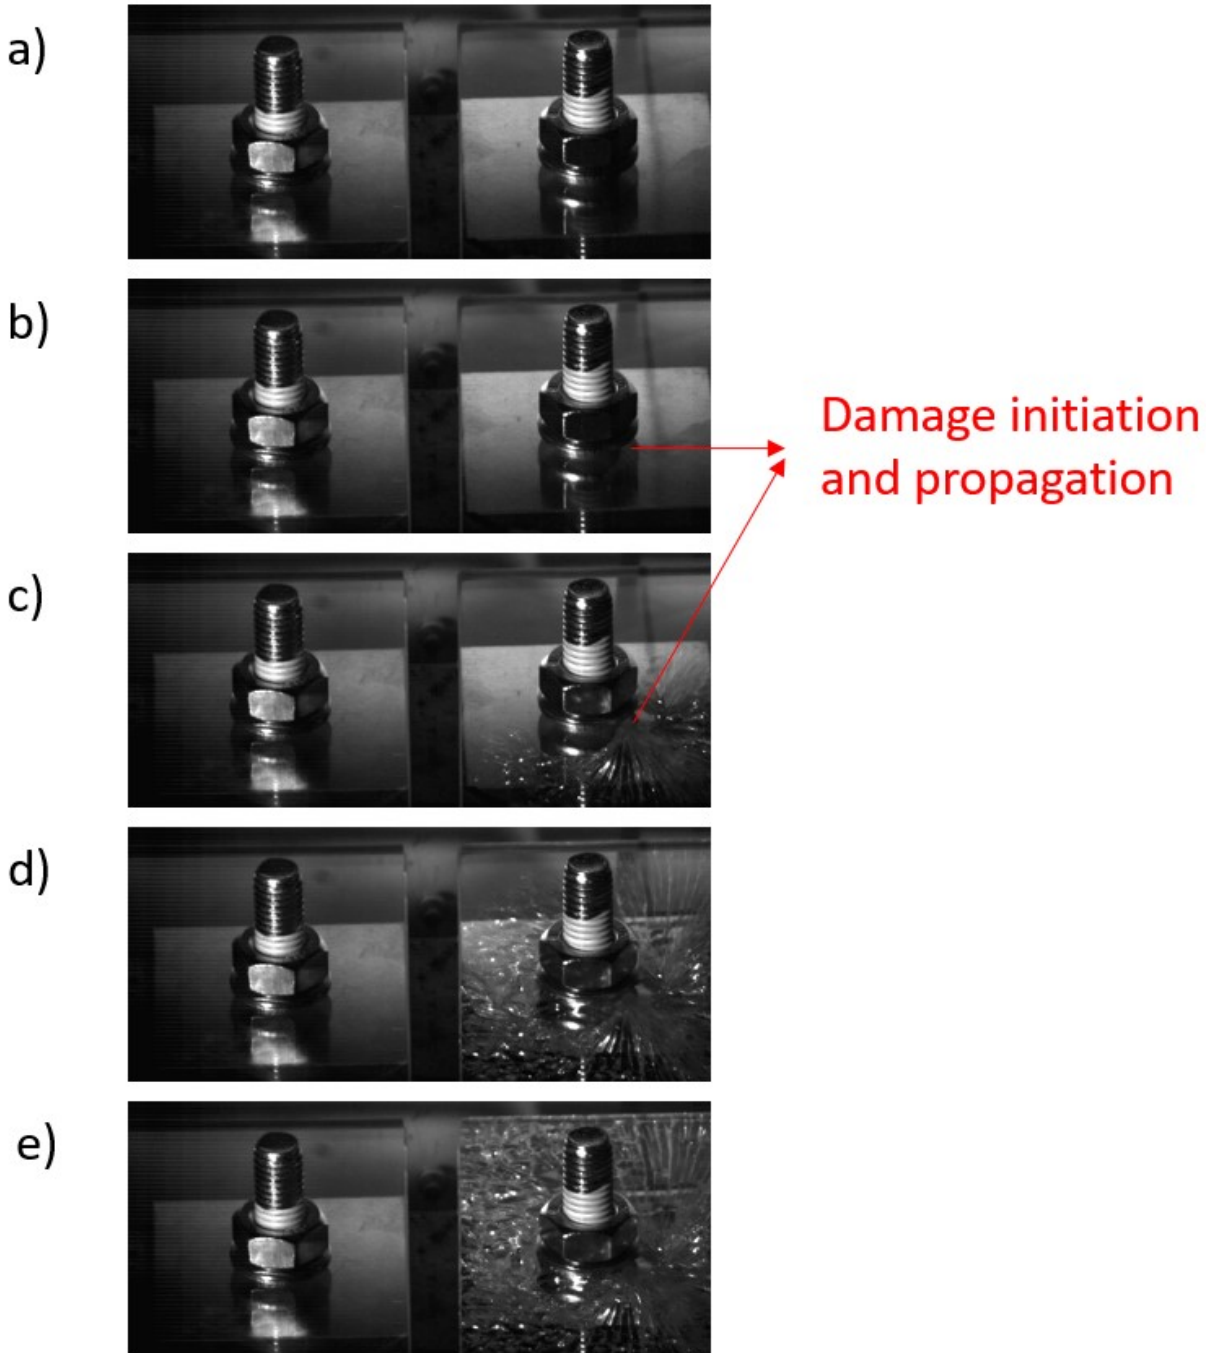 a)
b)
Damage initiation
and propagation
c)
d)
e)